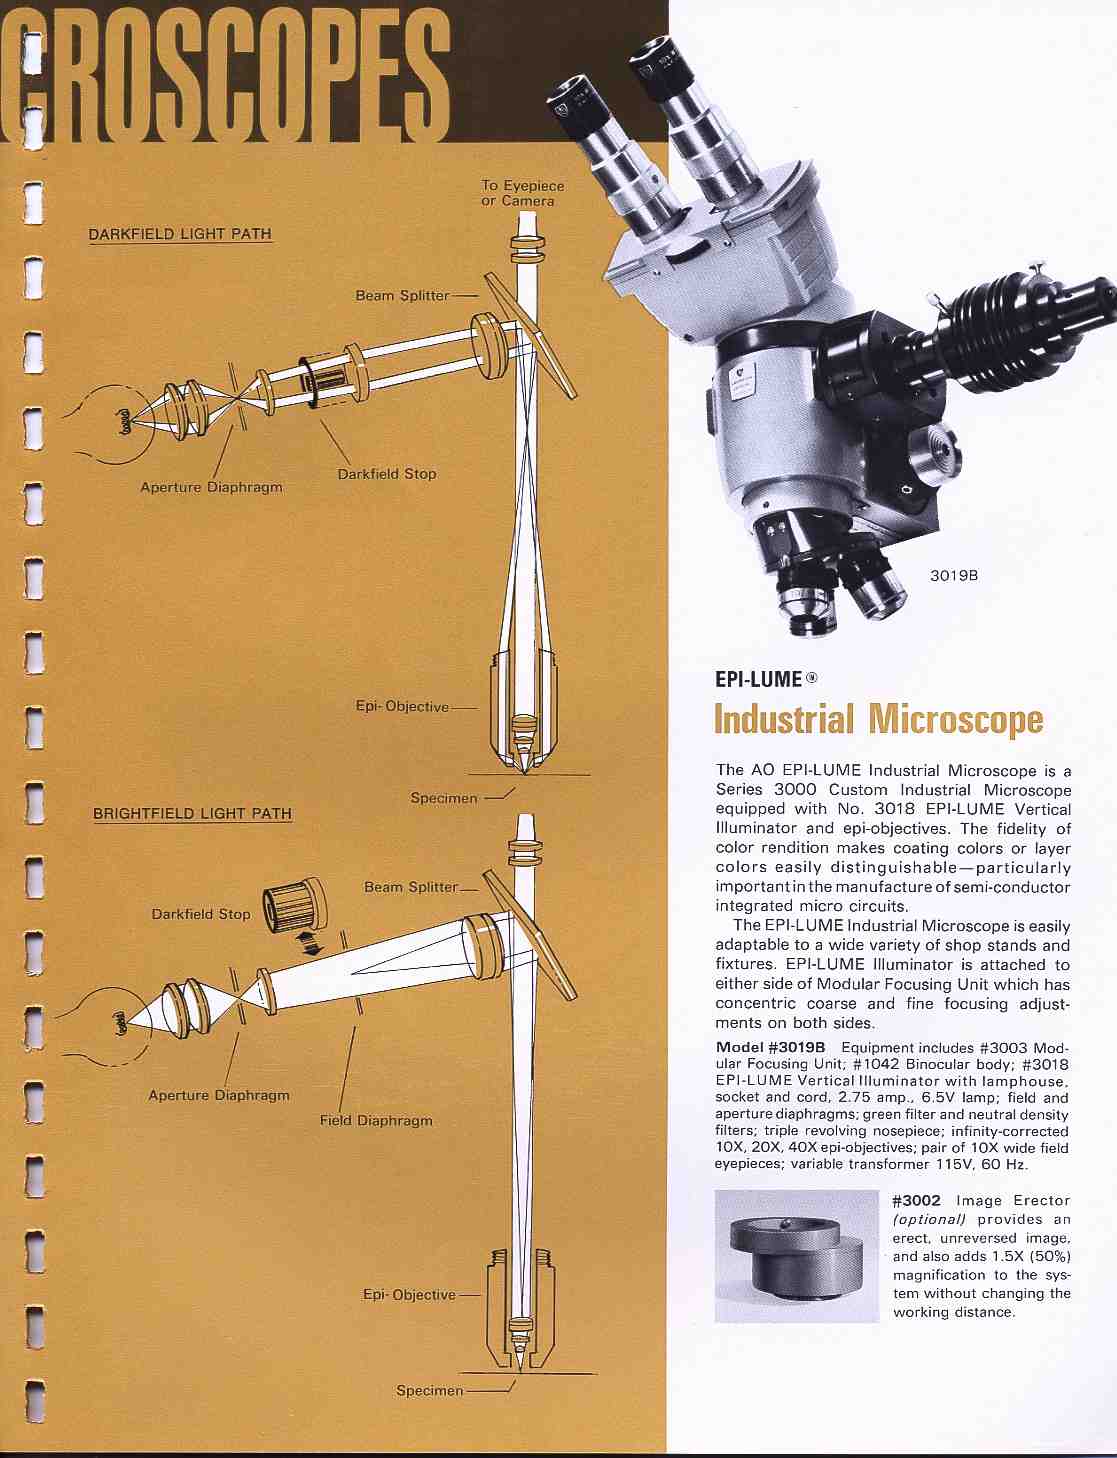 CROSCOPES
To Eyepiece
or Camera
DARKFIELD LIGHT PATH
Beam Splitter
Darkfield Stop
Aperture Diaphragm
Epi-Objective
Specimen
BRIGHTFIELD LIGHT PATH
Beam Splitter
Darkfield Stop
Aperture Diaphragm
Field Diaphragm
Epi-Objective
Specimen
3019B
EPI-LUME®
Industrial Microscope
The AO EPI-LUME Industrial Microscope is a
Series 3000 Custom Industrial Microscope
equipped with No. 3018 EPI-LUME Vertical
Illuminator and epi-objectives. The fidelity of
color rendition makes coating colors or layer
colors easily distinguishable—particularly
important in the manufacture of semi-conductor
integrated micro circuits.
The EPI-LUME Industrial Microscope is easily
adaptable to a wide variety of shop stands and
fixtures. EPI-LUME Illuminator is attached to
either side of Modular Focusing Unit which has
concentric coarse and fine focusing adjust-
ments on both sides.
Model #3019B Equipment includes #3003 Mod-
ular Focusing Unit; #1042 Binocular body; #3018
EPI-LUME Vertical Illuminator with lamphouse,
socket and cord, 2.75 amp., 6.5V lamp; field and
aperture diaphragms; green filter and neutral density
filters; triple revolving nosepiece; infinity-corrected
10X, 20X, 40X epi-objectives; pair of 10X wide field
eyepieces; variable transformer 115V, 60 Hz.
#3002 Image Erector
(optional) provides an
erect, unreversed image,
and also adds 1.5X (50%)
magnification to the sys-
tem without changing the
working distance.